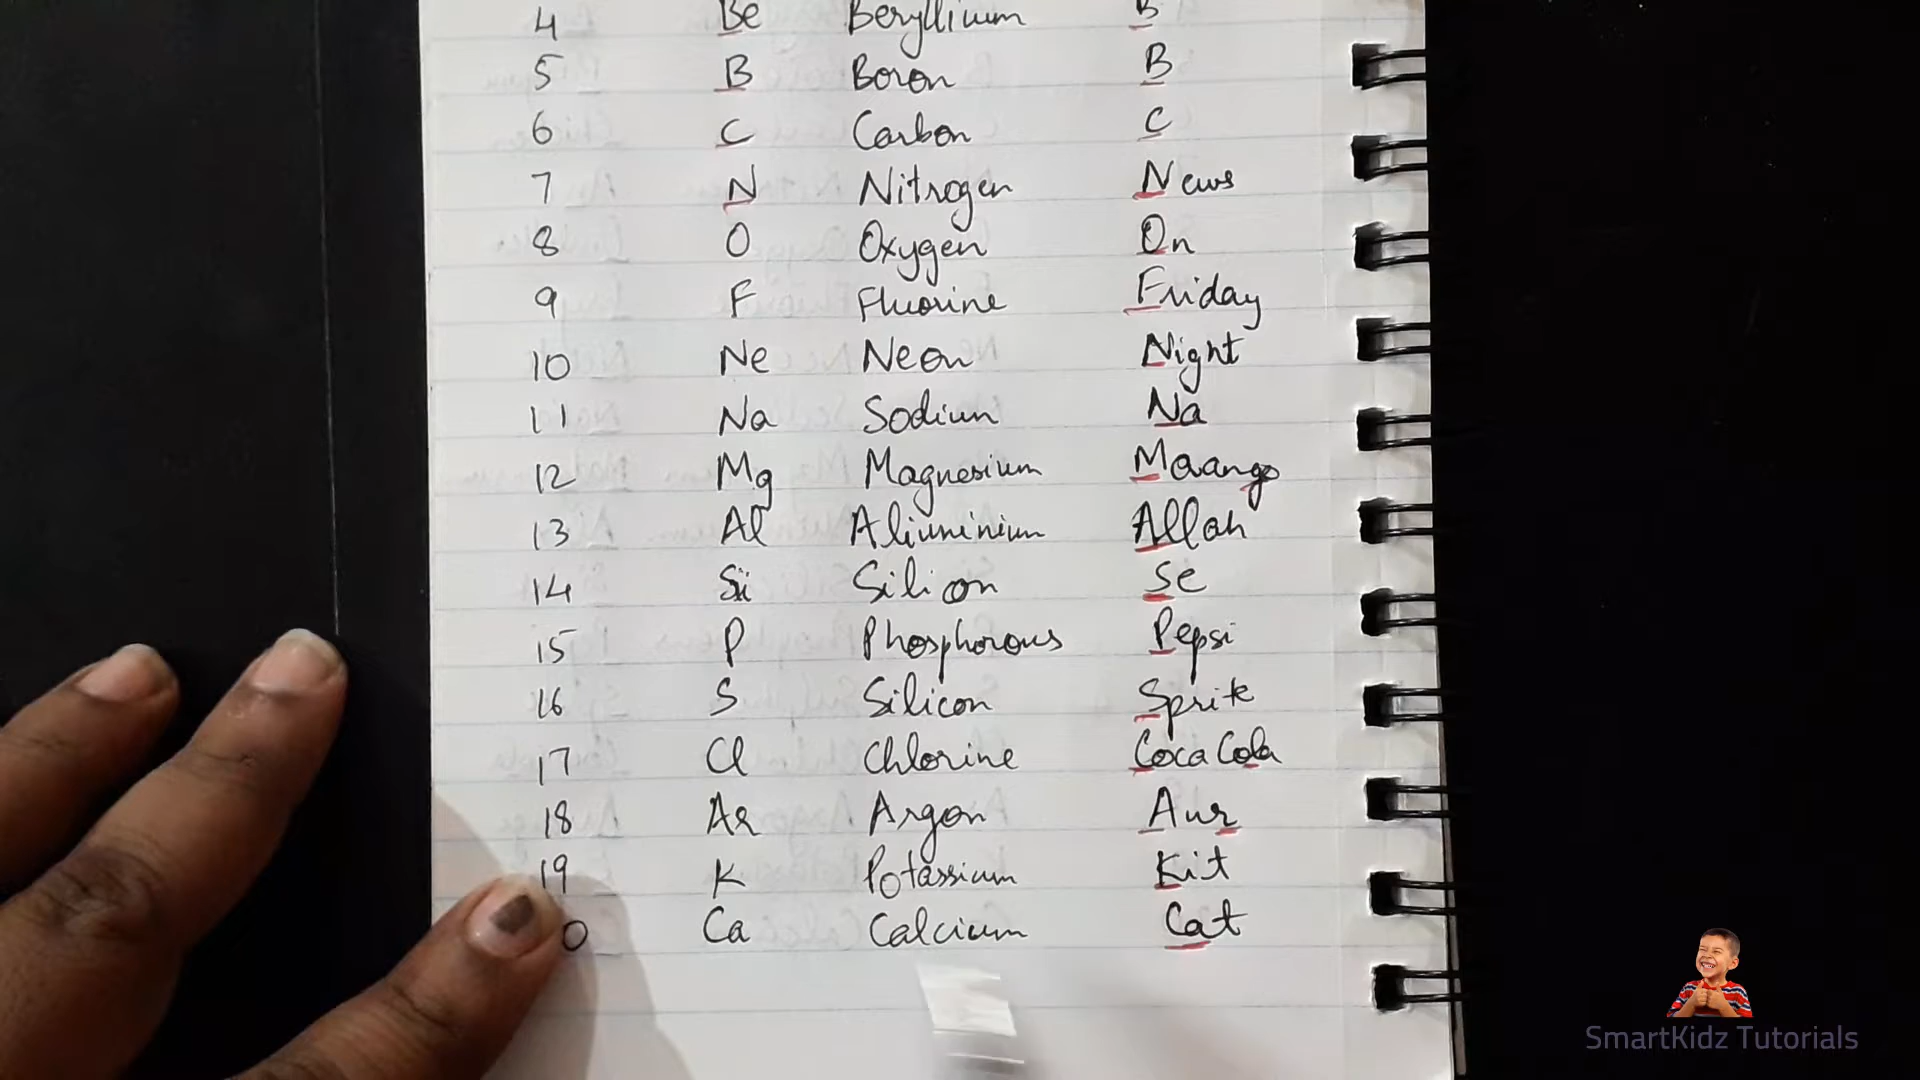 4 Be Beryllium B
5 B Boron B
6 C Carbon C
7 N Nitrogen News
8 O Oxygen On
9 F Fluorine Friday
10 Ne Neon Night
11 Na Sodium Na
12 Mg Magnesium Maango
13 Al Aliuminium Allah
14 Si Silicon Se
15 P Phosphorous Pepsi
16 S Silicon Sprite
17 Cl Chlorine Coca Cola
18 Ar Argon Aur
19 K Potassium Kit
0 Ca Calcium Cat
SmartKidz Tutorials